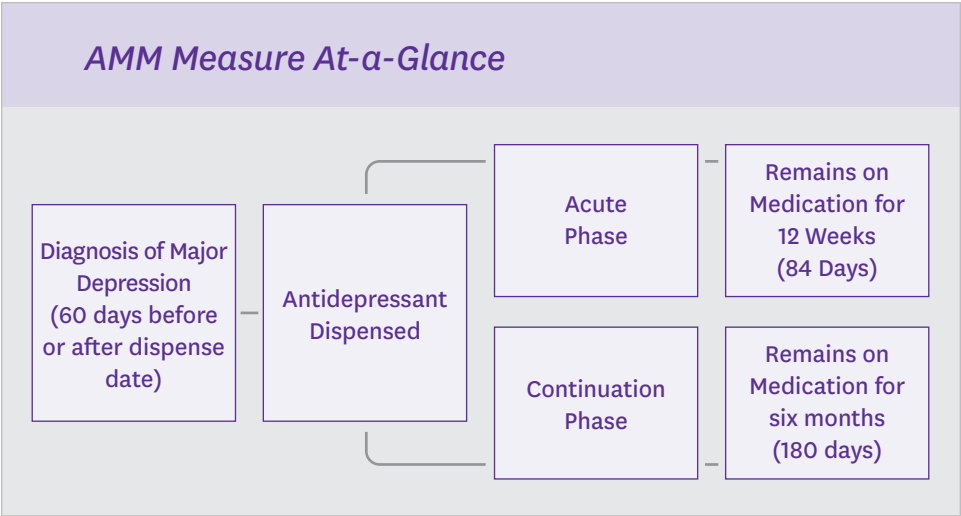 AMM Measure At-a-Glance
Diagnosis of Major
Depression
(60 days before
or after dispense
date)
Antidepressant
Dispensed
Acute
Phase
Remains on
Medication for
12 Weeks
(84 Days)
Continuation
Phase
Remains on
Medication for
six months
(180 days)